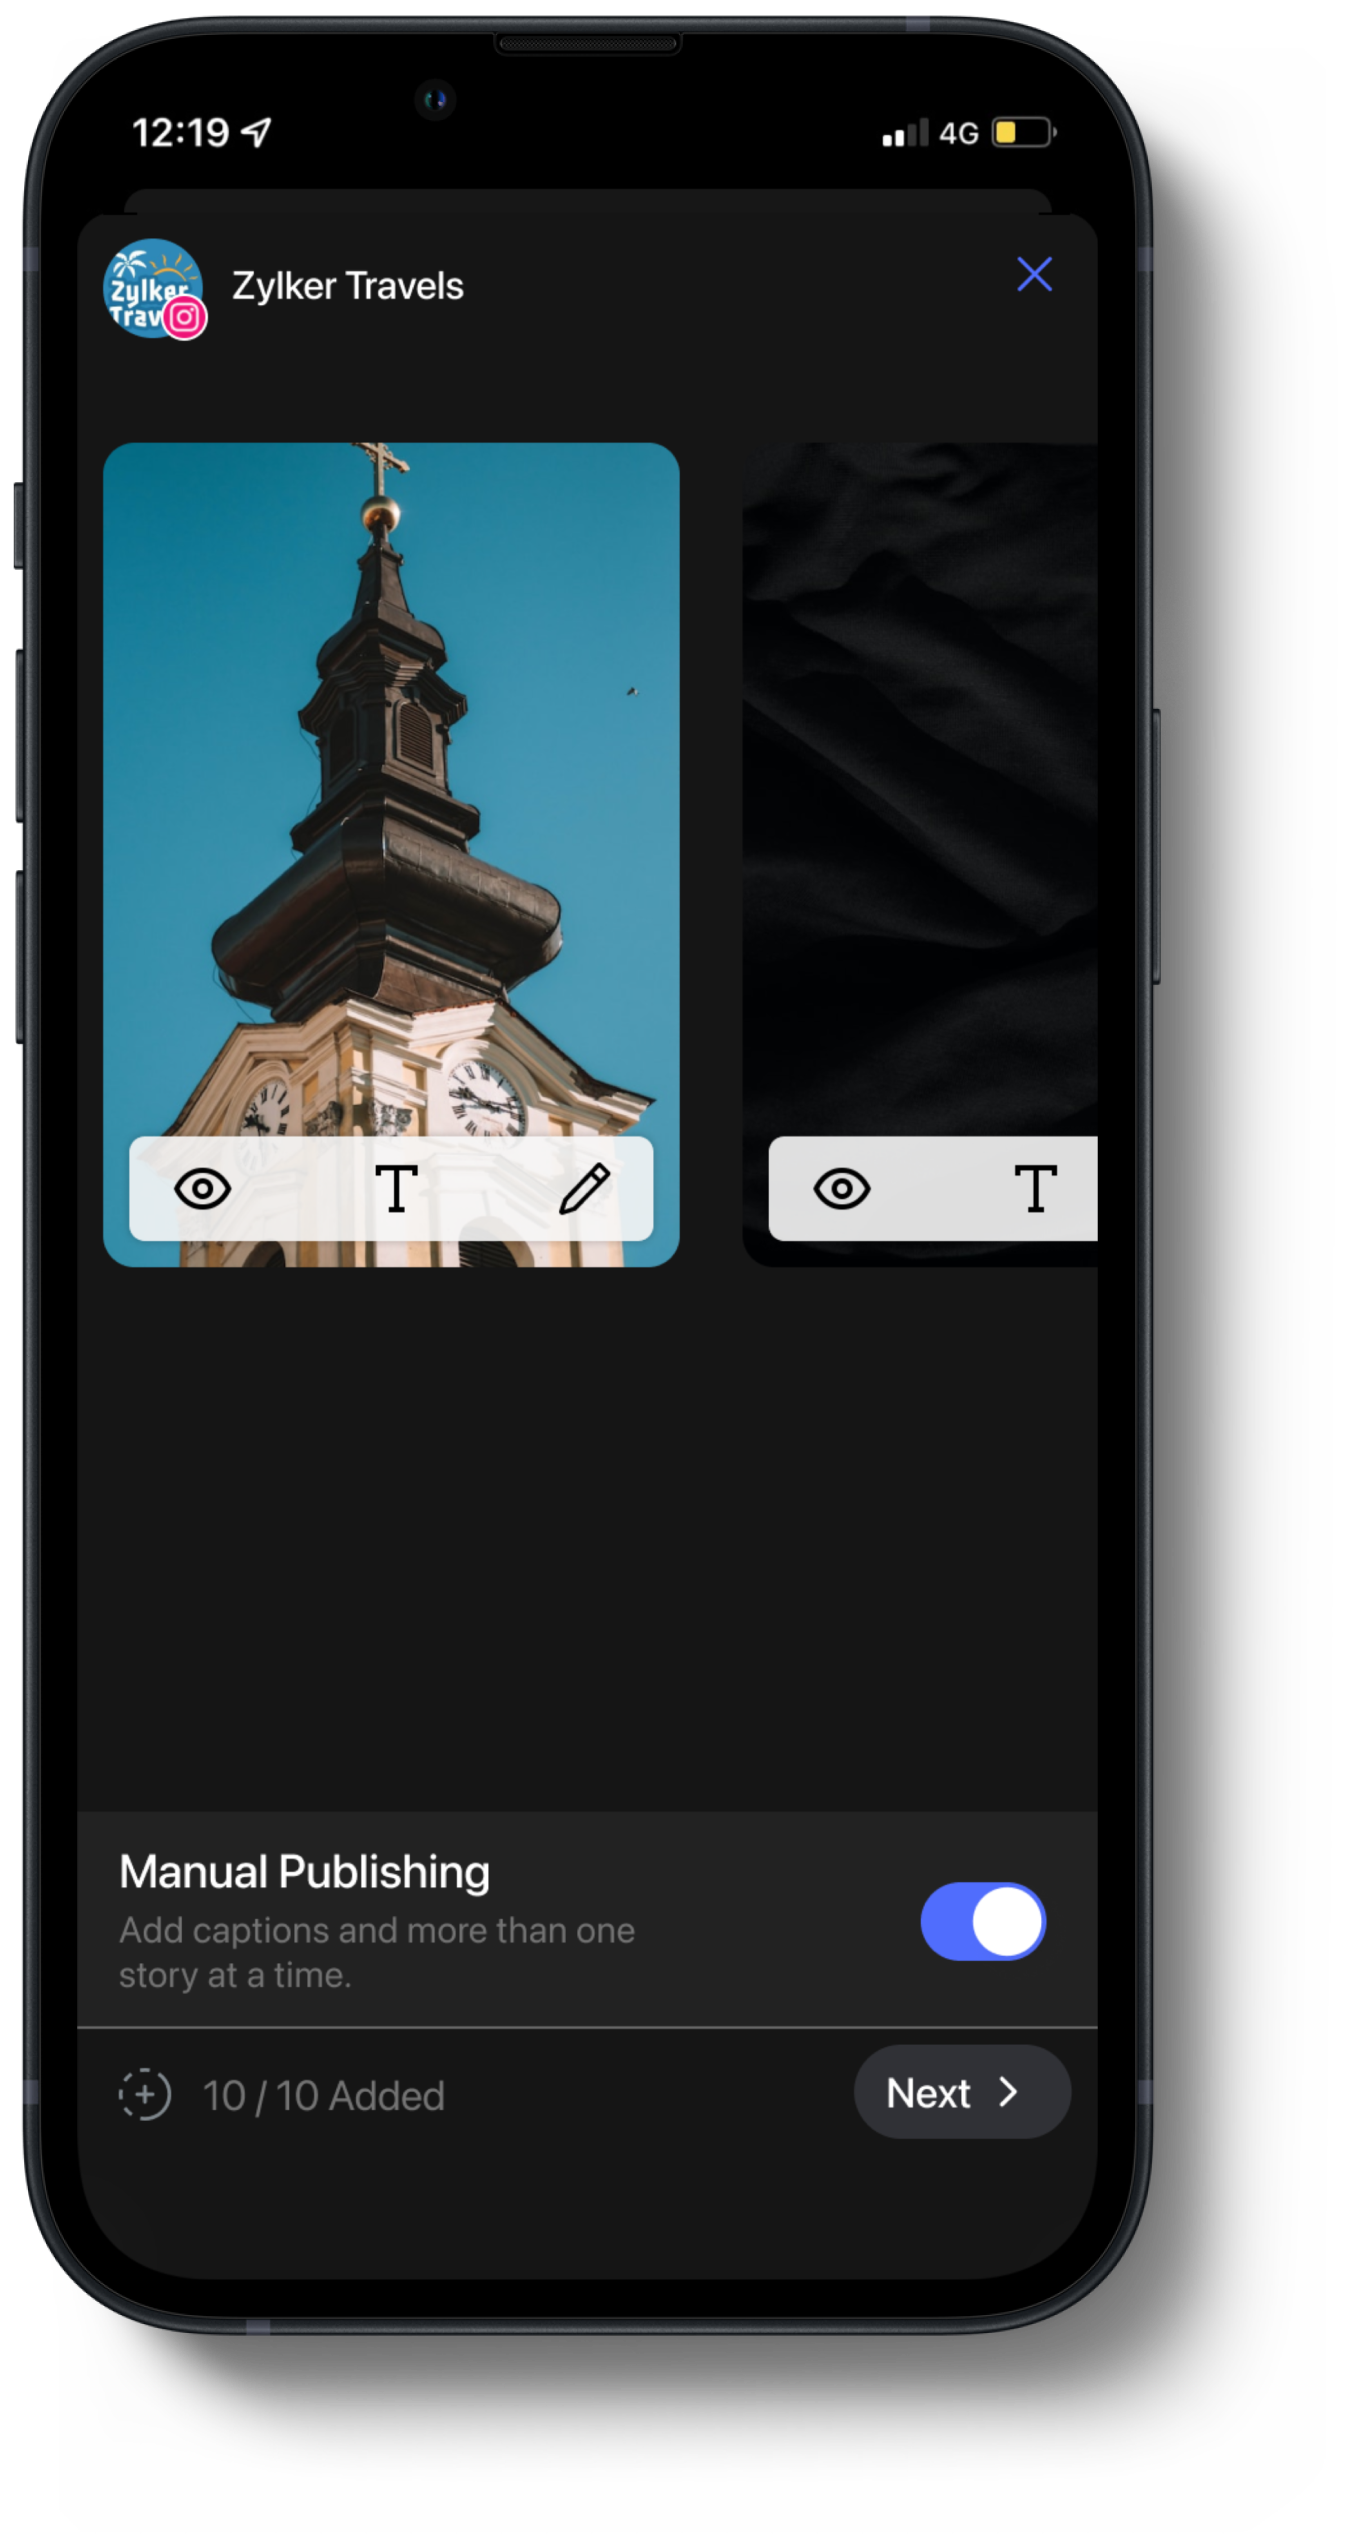 12:19
4G
Zylker
Trav
Zylker Travels
T
T
Manual Publishing
Add captions and more than one
story at a time.
10 / 10 Added
Next